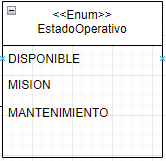 <<Enum>>
EstadoOperativo
DISPONIBLE
MISION
MANTENIMIENTO